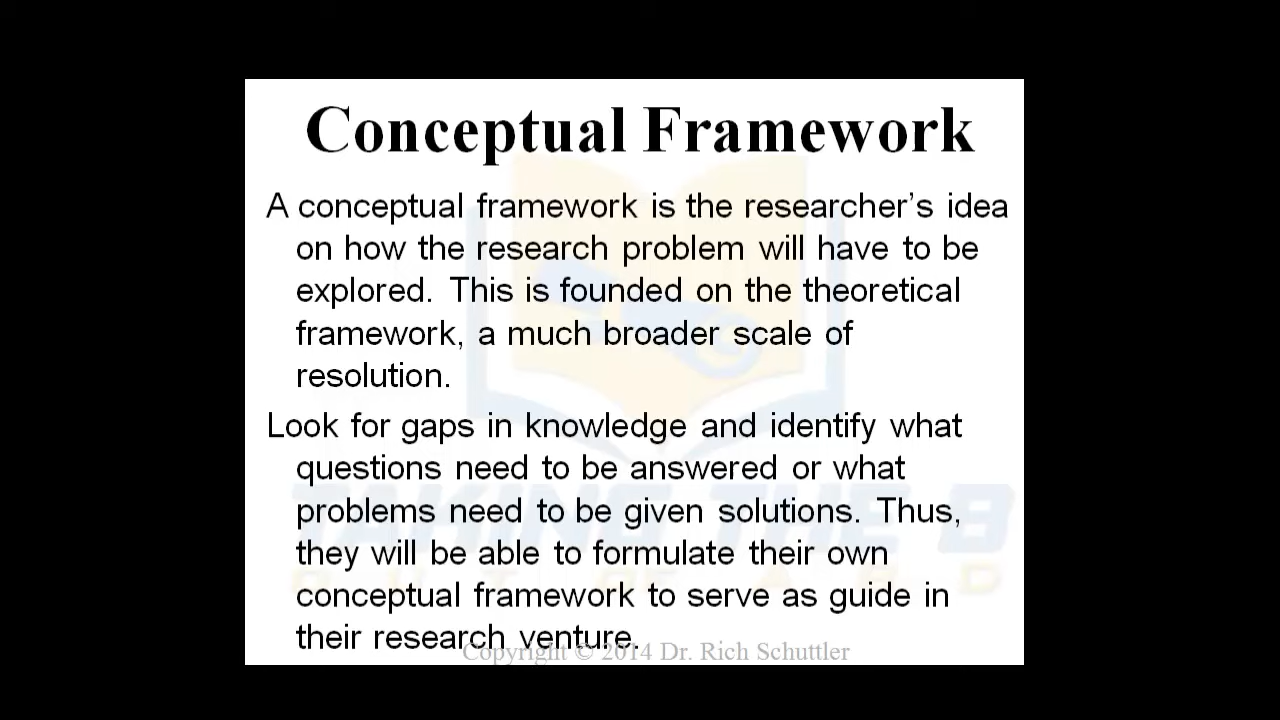 Conceptual Framework
A conceptual framework is the researcher’s idea
on how the research problem will have to be
explored. This is founded on the theoretical
framework, a much broader scale of
resolution.
Look for gaps in knowledge and identify what
questions need to be answered or what
problems need to be given solutions. Thus,
they will be able to formulate their own
conceptual framework to serve as guide in
their research venture.
Copyright © 2014 Dr. Rich Schuttler
TAKING THE B